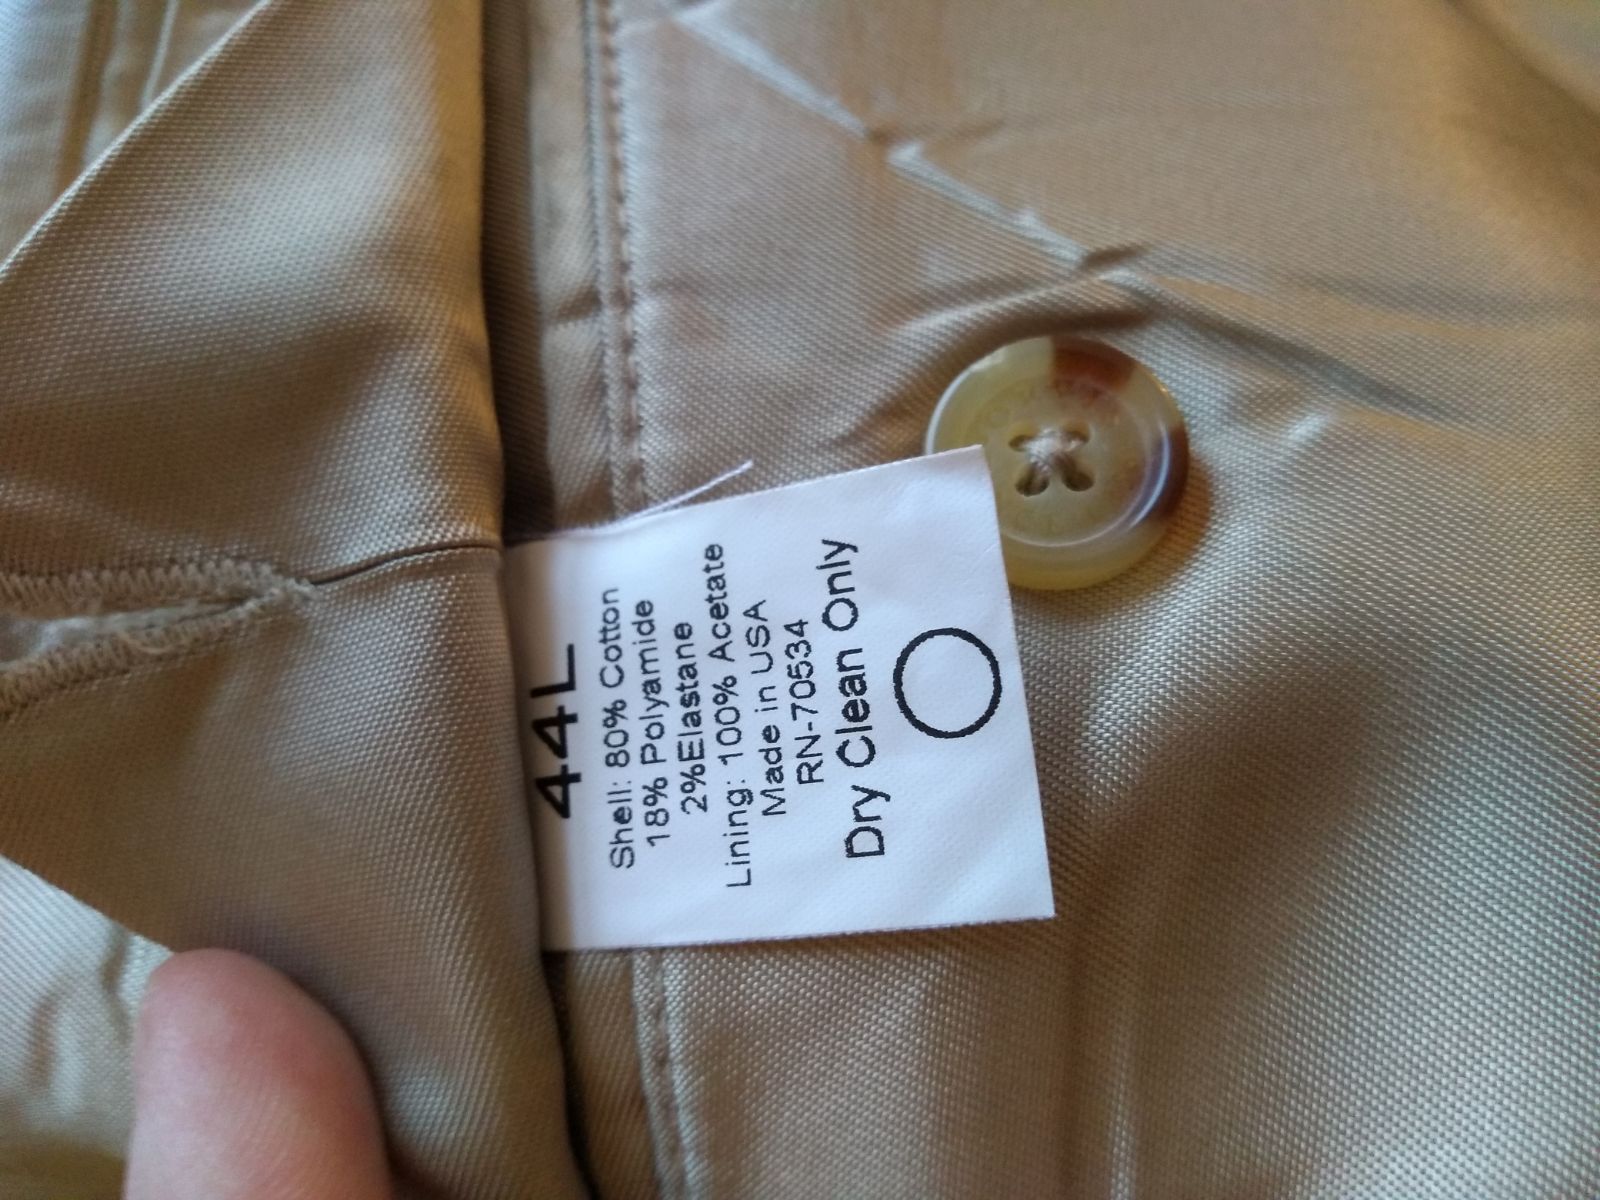 44L
Shell: 80% Cotton
18% Polyamide
2%Elastane
Lining: 100% Acetate
Made in USA
RN-70534
Dry Clean Only